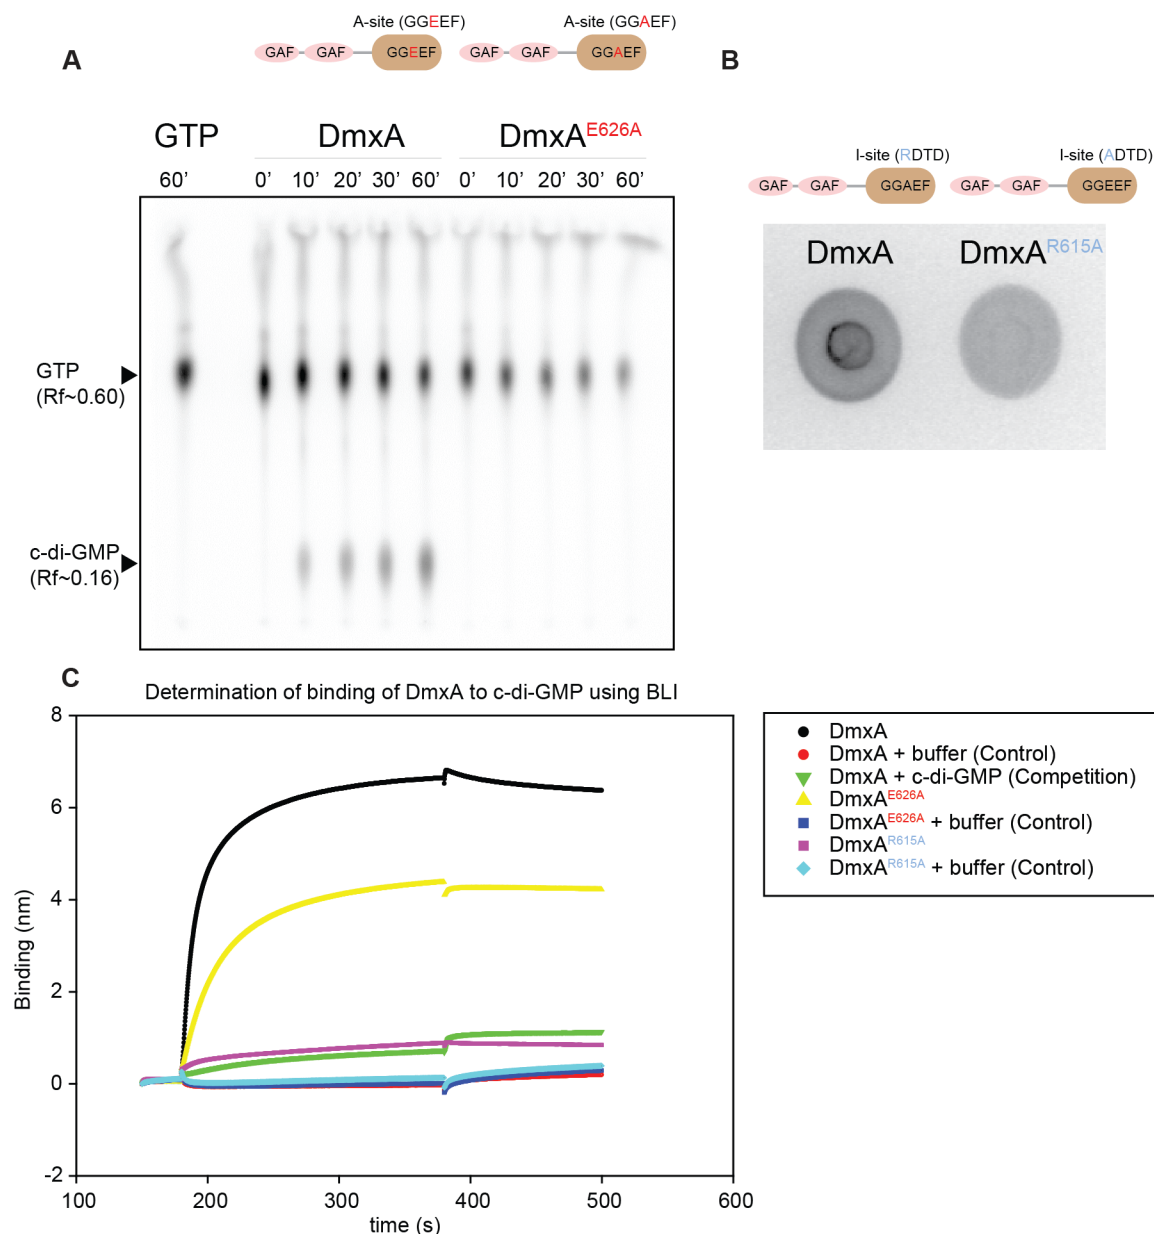 A
A-site (GGEEF)
A-site (GGAEF)
GAF GAF GGEEF
GAF GAF GGAEF
GTP
DmxA
DmxAE626A
60’
0’ 10’ 20’ 30’ 60’
0’ 10’ 20’ 30’ 60’
GTP
(Rf~0.60)
c-di-GMP
(Rf~0.16)
B
I-site (RDTD)
I-site (ADTD)
GAF GAF GGAEF
GAF GAF GGEEF
DmxA
DmxAR615A
C
Determination of binding of DmxA to c-di-GMP using BLI
8
6
4
2
0
-2
Binding (nm)
100 200 300 400 500 600
time (s)
DmxA
DmxA + buffer (Control)
DmxA + c-di-GMP (Competition)
DmxAE626A
DmxAE626A + buffer (Control)
DmxAR615A
DmxAR615A + buffer (Control)